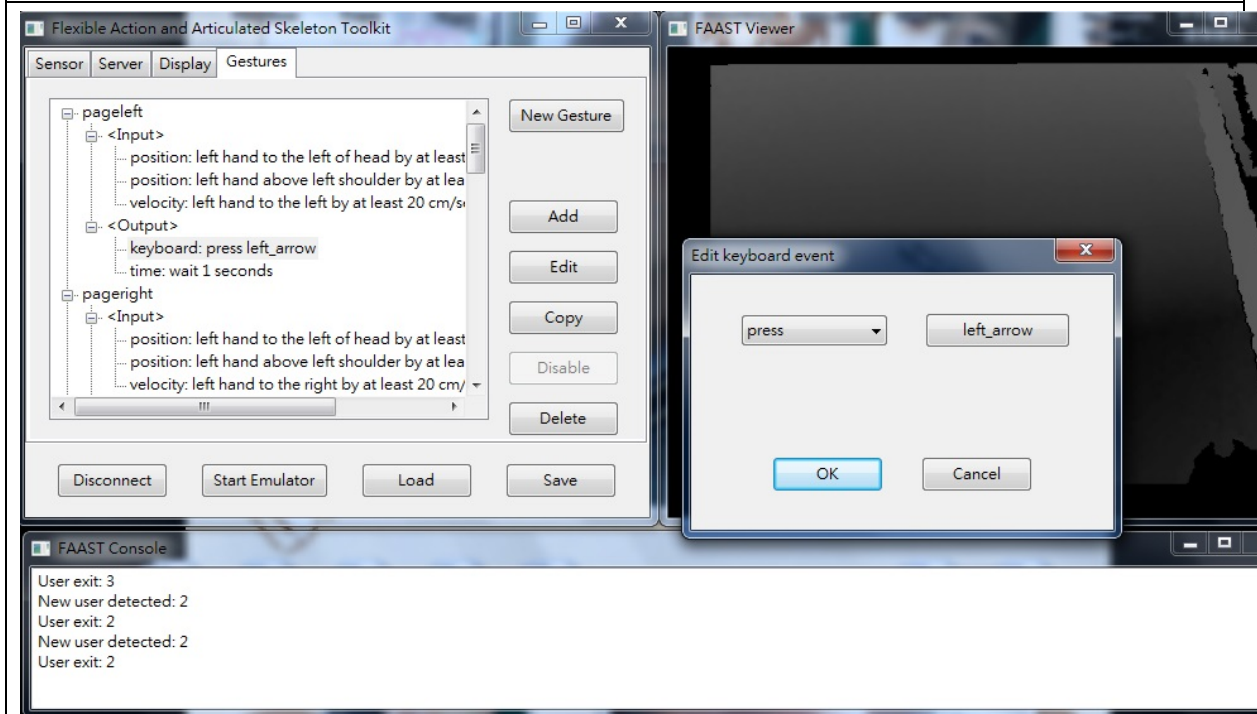 Flexible Action and Articulated Skeleton Toolkit
Sensor Server Display Gestures
pageleft
<Input>
position: left hand to the left of head by at least
position: left hand above left shoulder by at lea
velocity: left hand to the left by at least 20 cm/s
<Output>
keyboard: press left_arrow
time: wait 1 seconds
pageright
<Input>
position: left hand to the left of head by at least
position: left hand above left shoulder by at lea
velocity: left hand to the right by at least 20 cm/
New Gesture
Add
Edit
Copy
Disable
Delete
Disconnect Start Emulator Load Save
FAAST Viewer
Edit keyboard event
press left_arrow
OK Cancel
FAAST Console
User exit: 3
New user detected: 2
User exit: 2
New user detected: 2
User exit: 2